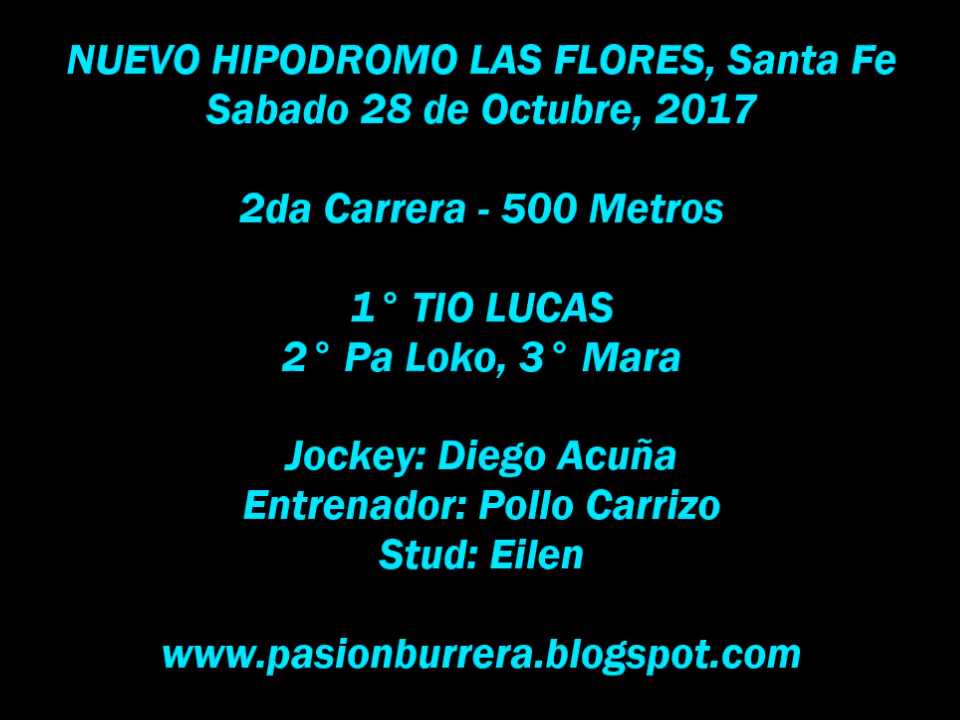 NUEVO HIPODROMO LAS FLORES, Santa Fe
Sabado 28 de Octubre, 2017
2da Carrera - 500 Metros
1° TIO LUCAS
2° Pa Loko, 3° Mara
Jockey: Diego Acuña
Entrenador: Pollo Carrizo
Stud: Eilen
www.pasionburrera.blogspot.com